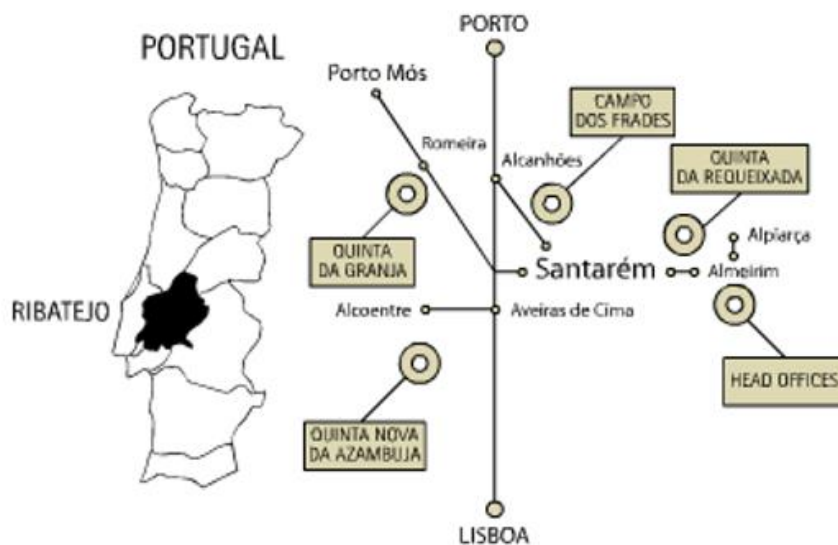 PORTUGAL
RIBATEJO
PORTO
Porto Mós
CAMPO
DOS FRADES
Romeira
Alcanhões
QUINTA
DA REQUEIXADA
QUINTA
DA GRANJA
Alpiarça
Santarém
Almeirim
Alcoentre
Aveiras de Cima
HEAD OFFICES
QUINTA NOVA
DA AZAMBUJA
LISBOA